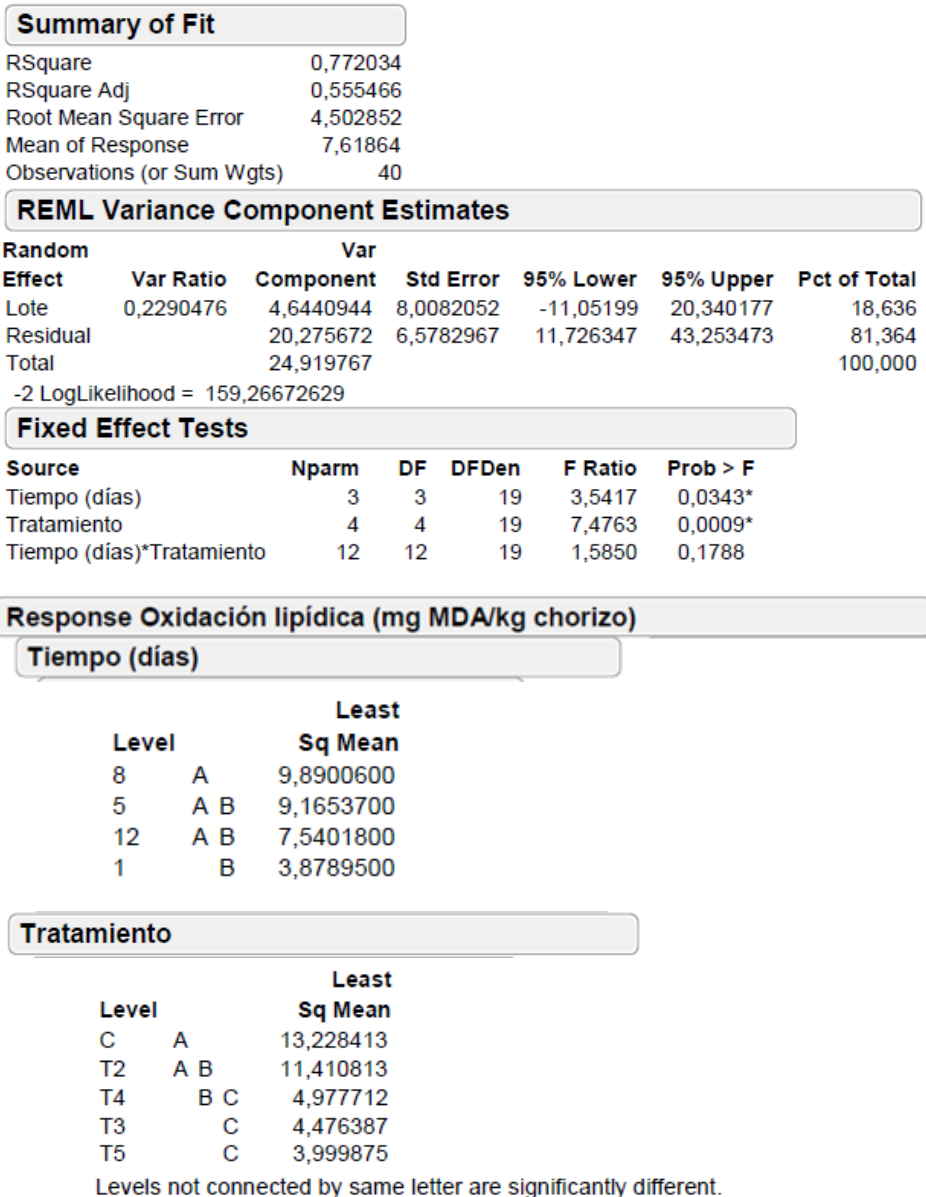 Summary of Fit
RSquare 0,772034
RSquare Adj 0,555466
Root Mean Square Error 4,502852
Mean of Response 7,61864
Observations (or Sum Wgts) 40
REML Variance Component Estimates
Random Var
Effect Var Ratio Component Std Error 95% Lower 95% Upper Pct of Total
Lote 0,2290476 4,6440944 8,0082052 -11,05199 20,340177 18,636
Residual 20,275672 6,5782967 11,726347 43,253473 81,364
Total 24,919767 100,000
-2 LogLikelihood = 159,26672629
Fixed Effect Tests
Source Nparm DF DFDen F Ratio Prob > F
Tiempo (días) 3 3 19 3,5417 0,0343*
Tratamiento 4 4 19 7,4763 0,0009*
Tiempo (días)*Tratamiento 12 12 19 1,5850 0,1788
Response Oxidación lipídica (mg MDA/kg chorizo)
Tiempo (días)
Least
Level Sq Mean
8 A 9,8900600
5 A B 9,1653700
12 A B 7,5401800
1 B 3,8789500
Tratamiento
Least
Level Sq Mean
C A 13,228413
T2 A B 11,410813
T4 B C 4,977712
T3 C 4,476387
T5 C 3,999875
Levels not connected by same letter are significantly different.